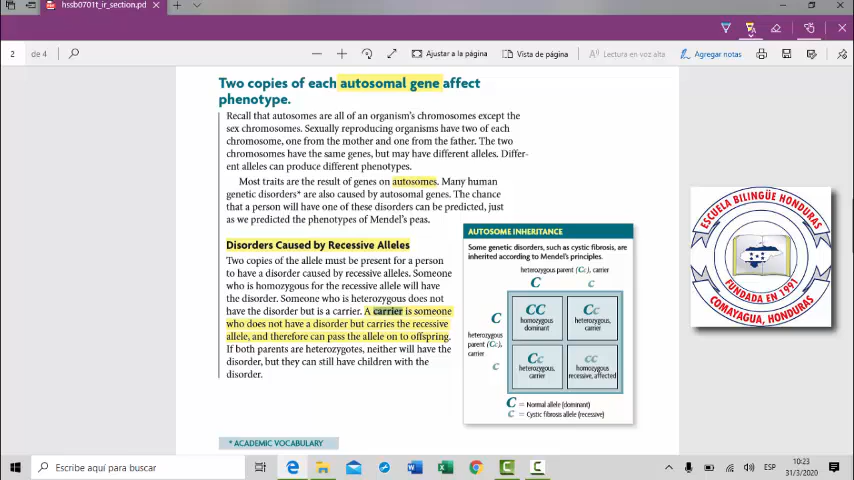 hssb0701t_ir_section.pd
2 de 4
Ajustar a la página
Vista de página
Lectura en voz alta
Agregar notas
Two copies of each autosomal gene affect
phenotype.
Recall that autosomes are all of an organism's chromosomes except the
sex chromosomes. Sexually reproducing organisms have two of each
chromosome, one from the mother and one from the father. The two
chromosomes have the same genes, but may have different alleles. Differ-
ent alleles can produce different phenotypes.
Most traits are the result of genes on autosomes. Many human
genetic disorders* are also caused by autosomal genes. The chance
that a person will have one of these disorders can be predicted, just
as we predicted the phenotypes of Mendel's peas.
Disorders Caused by Recessive Alleles
Two copies of the allele must be present for a person
to have a disorder caused by recessive alleles. Someone
who is homozygous for the recessive allele will have
the disorder. Someone who is heterozygous does not
have the disorder but is a carrier. A carrier is someone
who does not have a disorder but carries the recessive
allele, and therefore can pass the allele on to offspring.
If both parents are heterozygotes, neither will have the
disorder, but they can still have children with the
disorder.
* ACADEMIC VOCABULARY
AUTOSOME INHERITANCE
Some genetic disorders, such as cystic fibrosis, are
inherited according to Mendel's principles.
heterozygous parent (Cc), carrier
C c
C
heterozygous
parent (Cc),
carrier
c
CC
homozygous
dominant
Cc
heterozygous,
carrier
Cc
heterozygous,
carrier
cc
homozygous
recessive, affected
C = Normal allele (dominant)
c = Cystic fibrosis allele (recessive)
ESCUELA BILINGÜE HONDURAS
FUNDADA EN 1991
COMAYAGUA, HONDURAS
Escribe aquí para buscar
ESP
10:23
31/3/2020